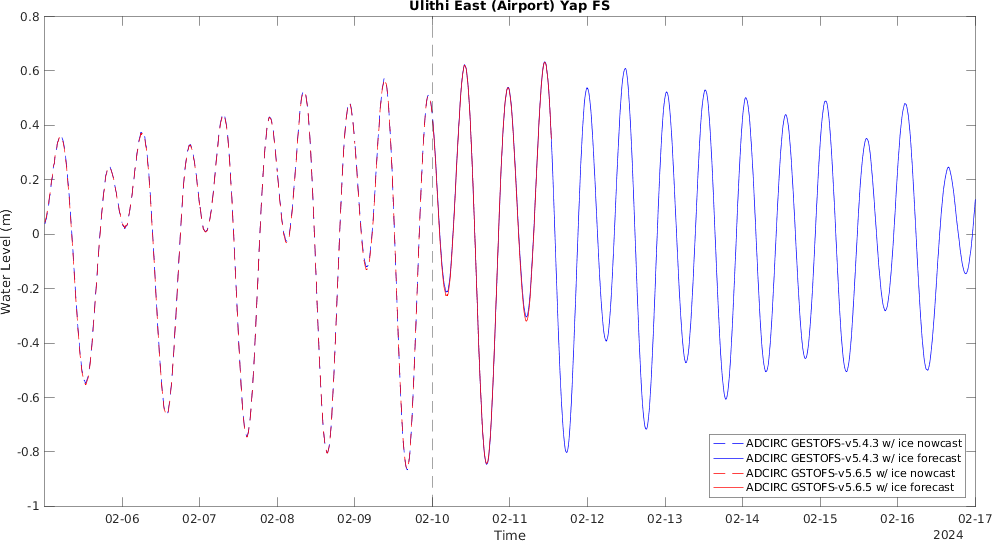 Ulithi East (Airport) Yap FS
0.8
0.6
0.4
0.2
0
-0.2
-0.4
-0.6
-0.8
-1
Water Level (m)
ADCIRC GESTOFS-v5.4.3 w/ ice nowcast
ADCIRC GESTOFS-v5.4.3 w/ ice forecast
ADCIRC GSTOFS-v5.6.5 w/ ice nowcast
ADCIRC GSTOFS-v5.6.5 w/ ice forecast
02-06 02-07 02-08 02-09 02-10 02-11 02-12 02-13 02-14 02-15 02-16 02-17
Time
2024